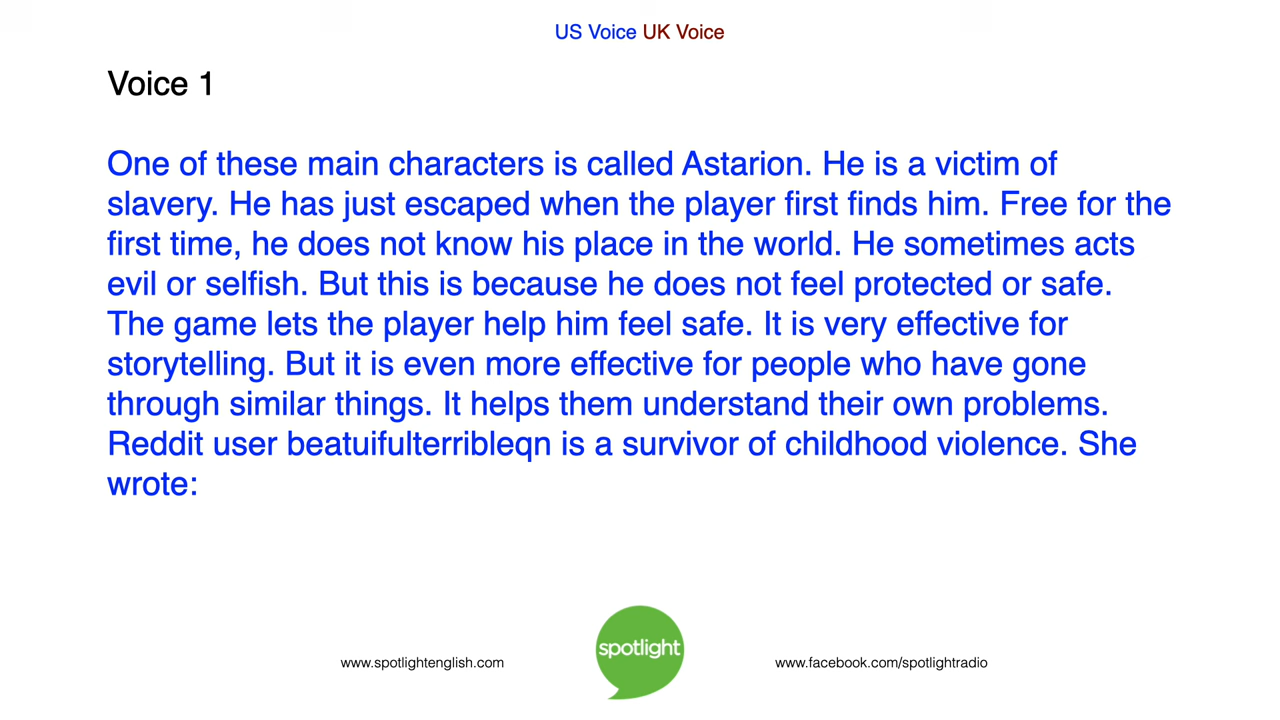 US Voice UK Voice
Voice 1
One of these main characters is called Astarion. He is a victim of
slavery. He has just escaped when the player first finds him. Free for the
first time, he does not know his place in the world. He sometimes acts
evil or selfish. But this is because he does not feel protected or safe.
The game lets the player help him feel safe. It is very effective for
storytelling. But it is even more effective for people who have gone
through similar things. It helps them understand their own problems.
Reddit user beatuifulterribleqn is a survivor of childhood violence. She
wrote:
spotlight
www.spotlightenglish.com
www.facebook.com/spotlightradio